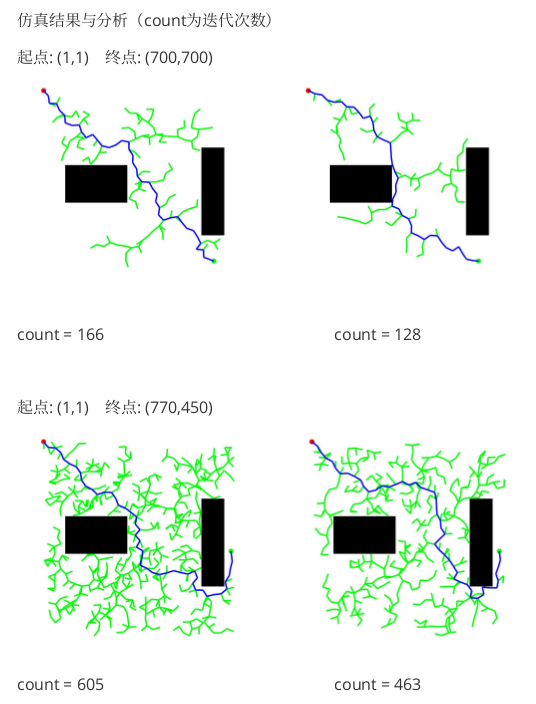 仿真结果与分析（count为迭代次数）
起点: (1,1) 终点: (700,700)
count = 166 count = 128
起点: (1,1) 终点: (770,450)
count = 605 count = 463